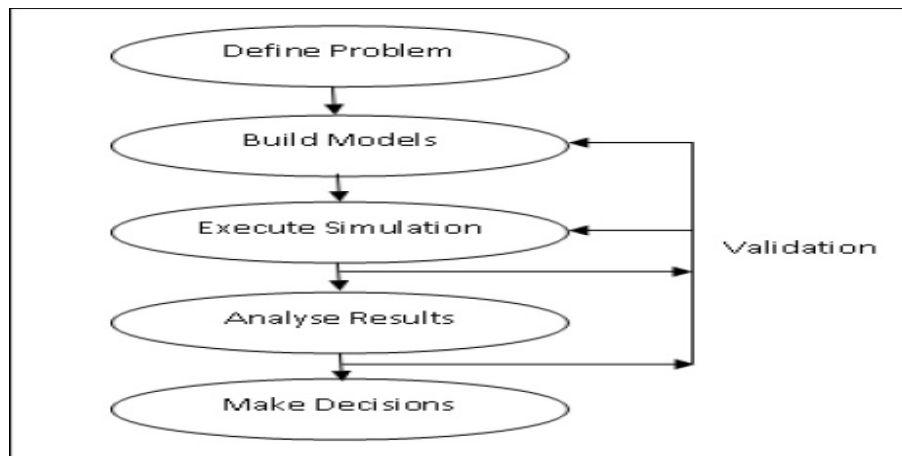 Define Problem
Build Models
Execute Simulation
Validation
Analyse Results
Make Decisions